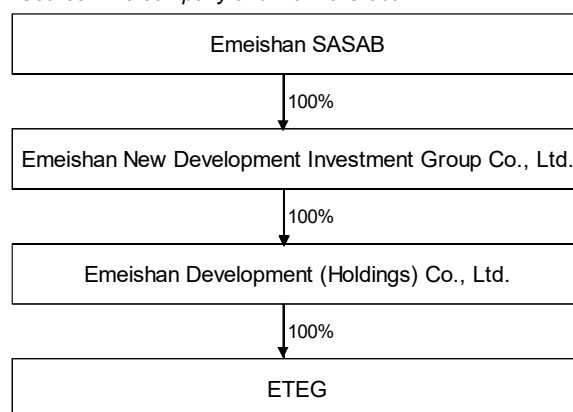 Emeishan SASAB
100%
Emeishan New Development Investment Group Co., Ltd.
100%
Emeishan Development (Holdings) Co., Ltd.
100%
ETEG